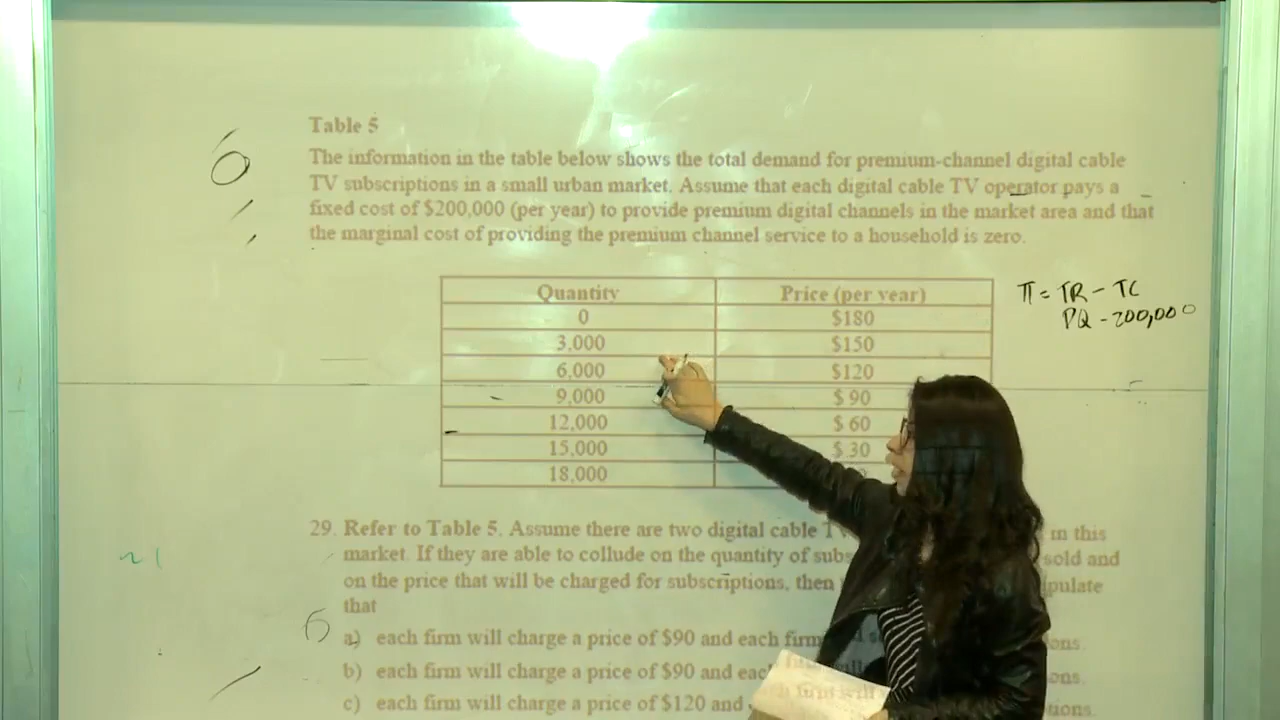 Table 5
The information in the table below shows the total demand for premium-channel digital cable
TV subscriptions in a small urban market. Assume that each digital cable TV operator pays a
fixed cost of $200,000 (per year) to provide premium digital channels in the market area and that
the marginal cost of providing the premium channel service to a household is zero.
Quantity Price (per year)
0 $180
3,000 $150
6,000 $120
9,000 $ 90
12,000 $ 60
15,000 $ 30
18,000
π = TR - TC
PQ - 200,000
29. Refer to Table 5. Assume there are two digital cable in this
market. If they are able to collude on the quantity of sold and
on the price that will be charged for subscriptions, then
that
a) each firm will charge a price of $90 and each firm
b) each firm will charge a price of $90 and
c) each firm will charge a price of $120 and